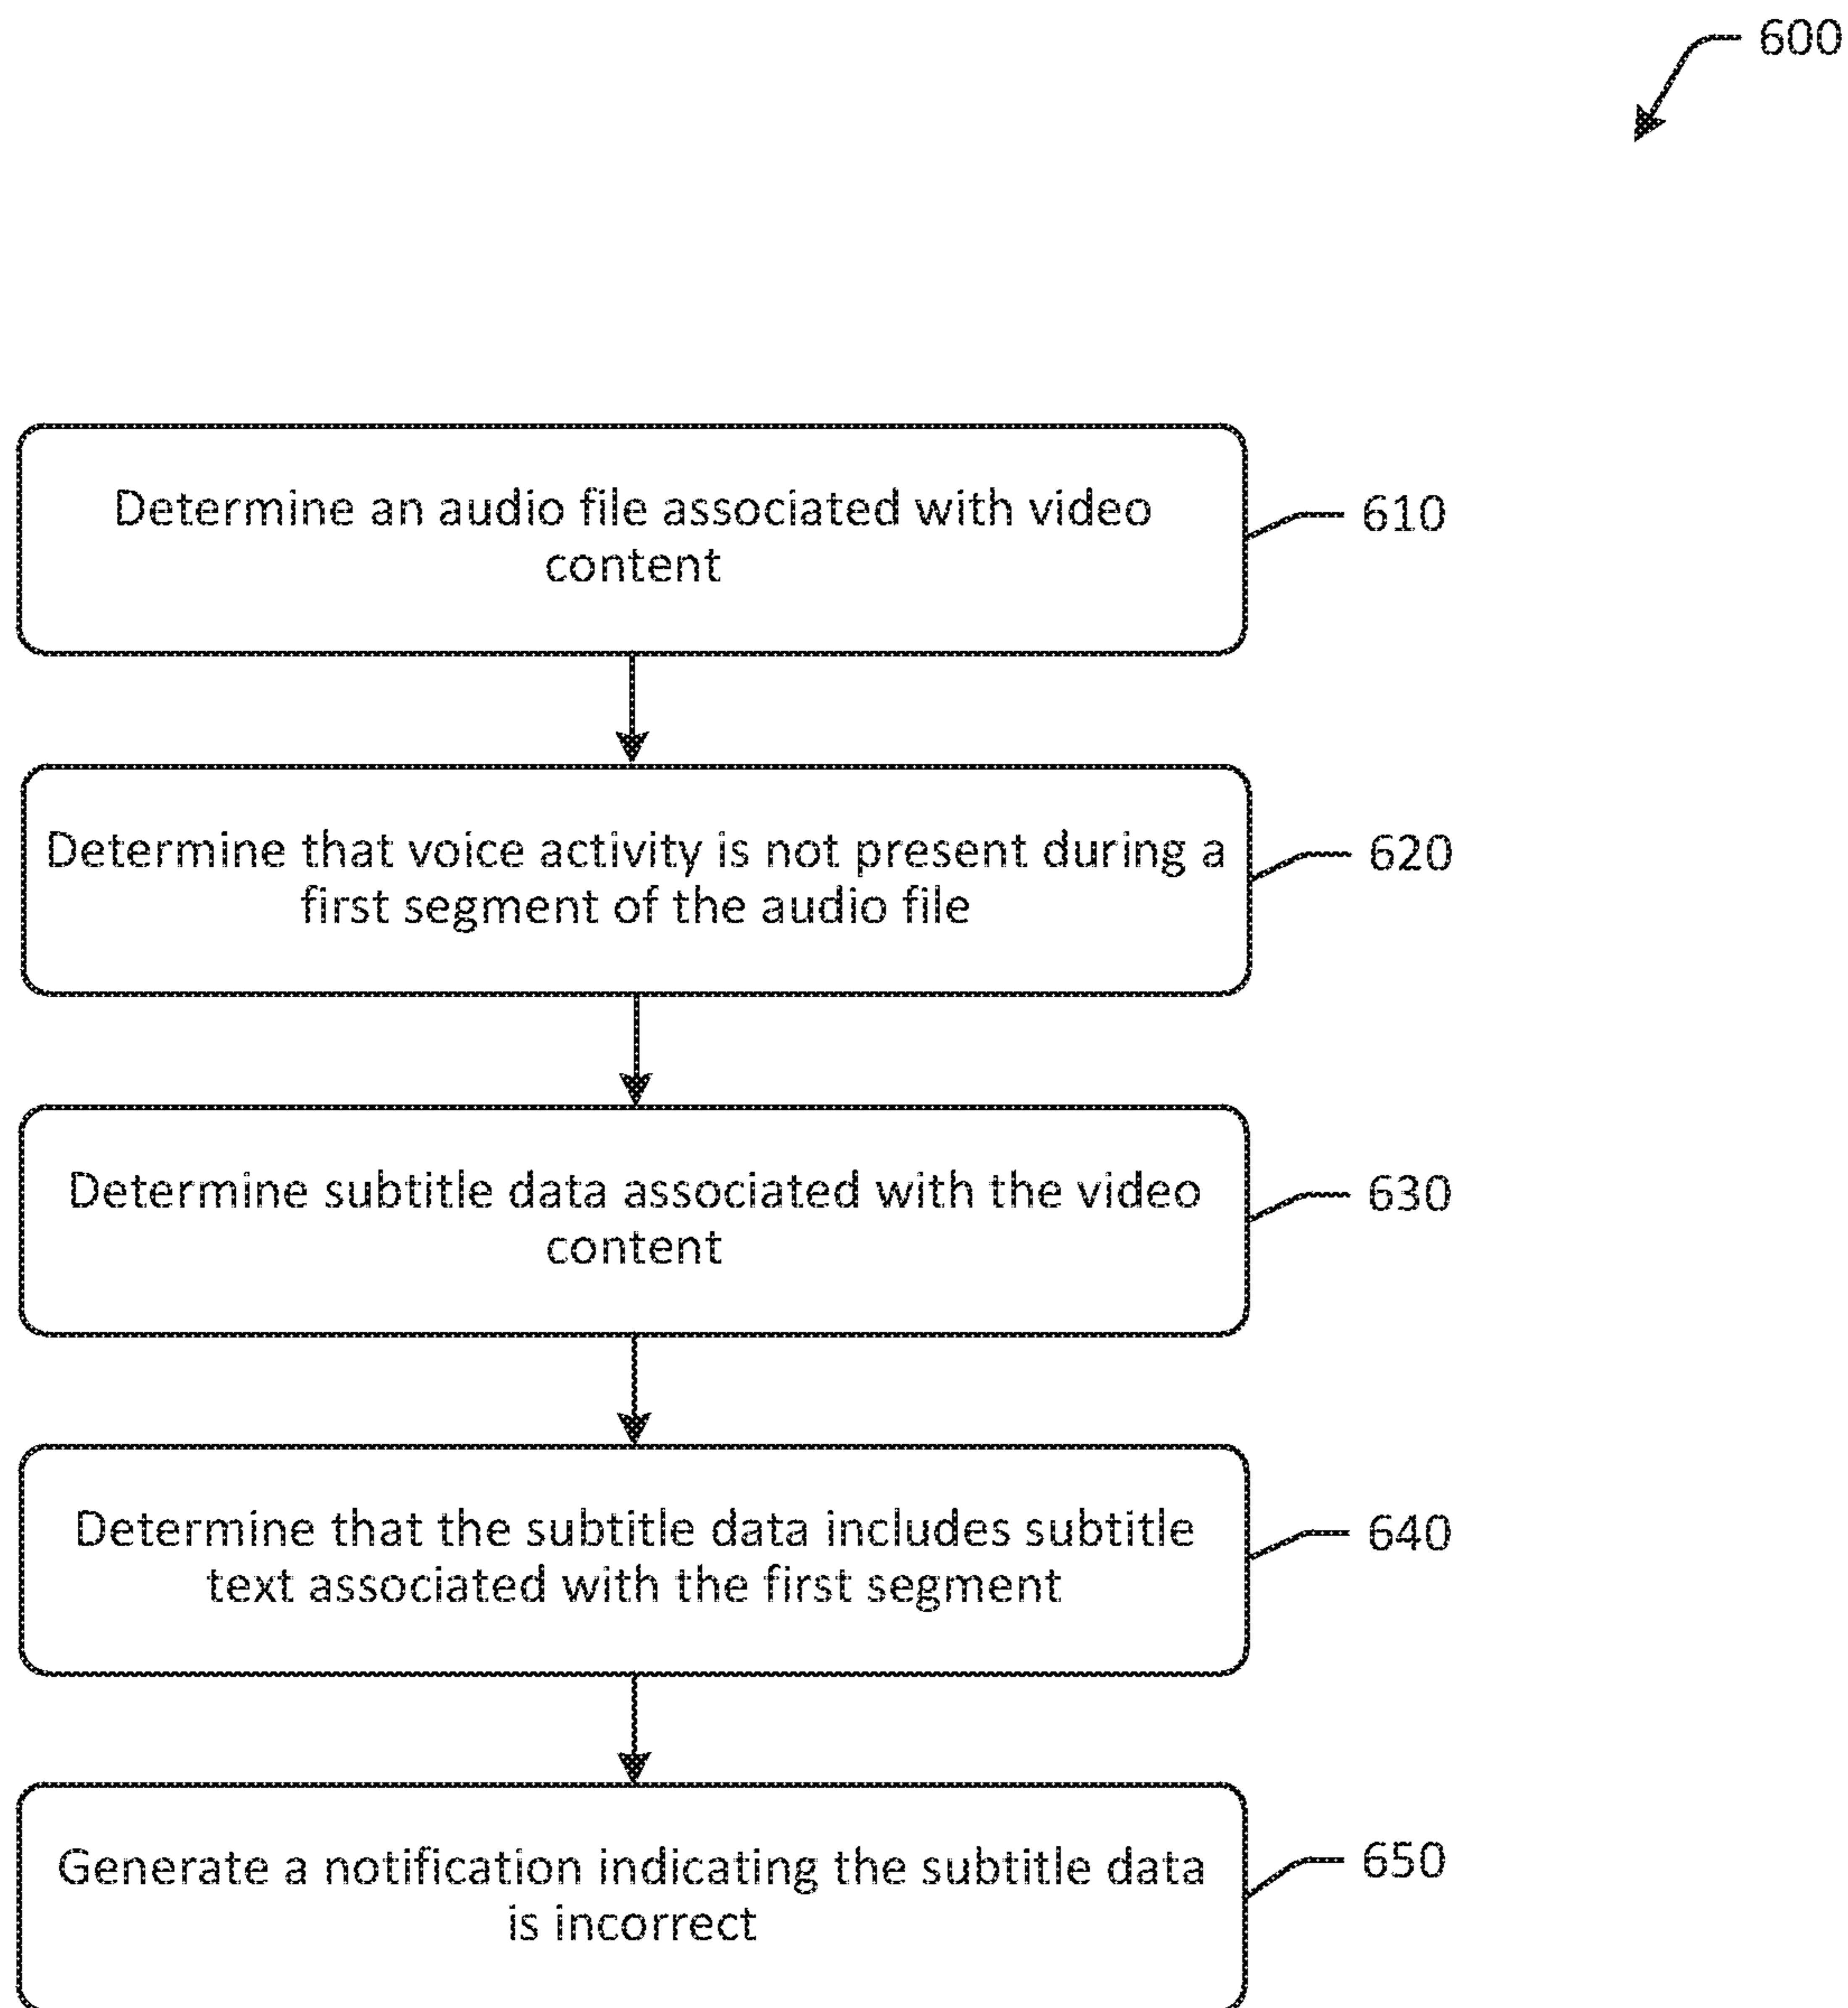 600
Determine an audio file associated with video
content
610
Determine that voice activity is not present during a
first segment of the audio file
620
Determine subtitle data associated with the video
content
630
Determine that the subtitle data includes subtitle
text associated with the first segment
640
Generate a notification indicating the subtitle data
is incorrect
650